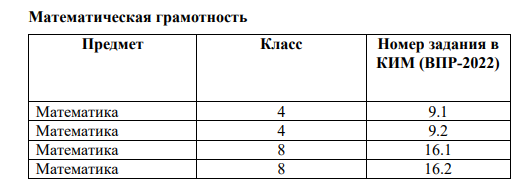 Математическая грамотность
Предмет Класс Номер задания в
КИМ (ВПР-2022)
Математика 4 9.1
Математика 4 9.2
Математика 8 16.1
Математика 8 16.2